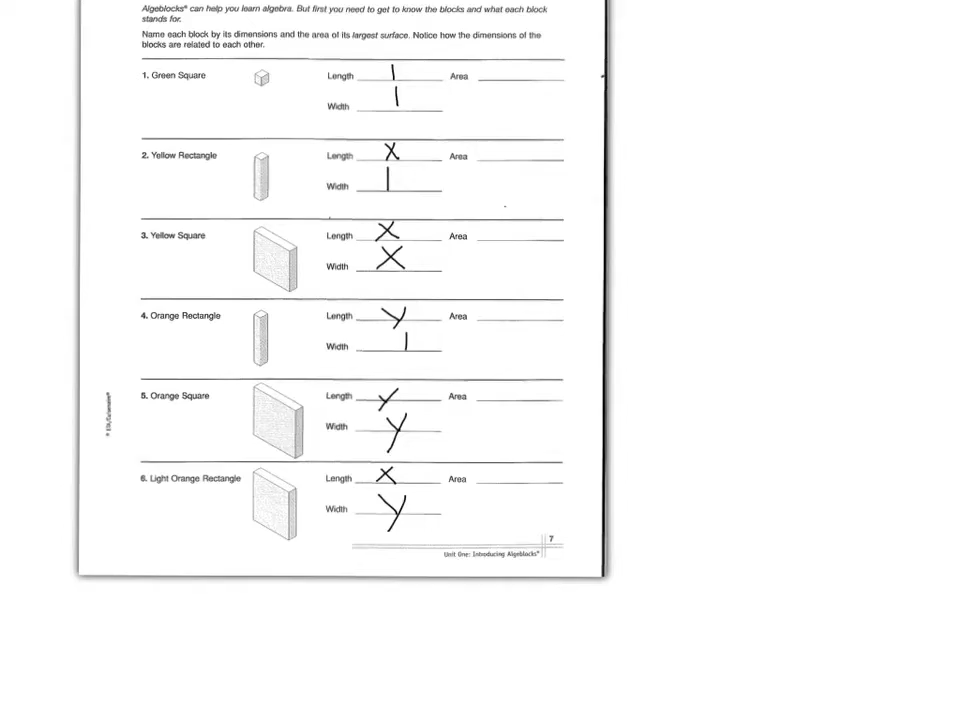 Algeblocks® can help you learn algebra. But first you need to get to know the blocks and what each block
stands for.
Name each block by its dimensions and the area of its largest surface. Notice how the dimensions of the
blocks are related to each other.
1. Green Square Length 1 Area
Width 1
2. Yellow Rectangle Length X Area
Width 1
3. Yellow Square Length X Area
Width X
4. Orange Rectangle Length y Area
Width 1
5. Orange Square Length y Area
Width y
6. Light Orange Rectangle Length X Area
Width y
7
Unit One: Introducing Algeblocks®